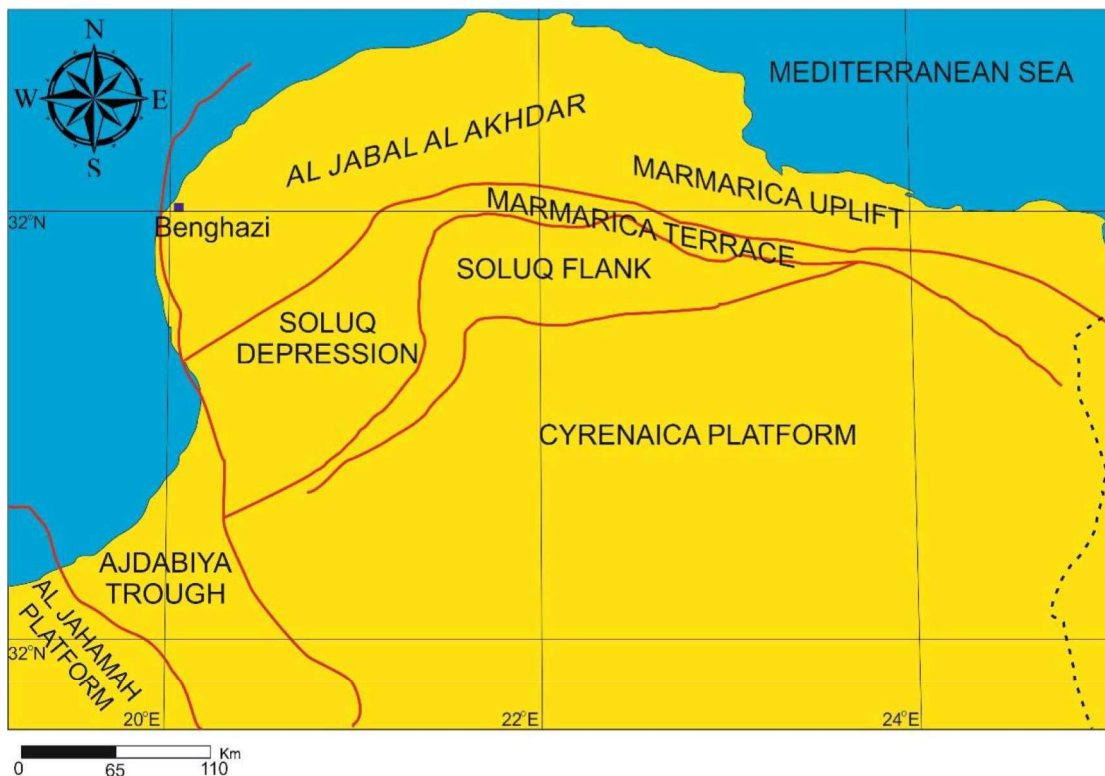 N
W E
S
MEDITERRANEAN SEA
AL JABAL AL AKHDAR
MARMARICA UPLIFT
32°N
Benghazi
MARMARICA TERRACE
SOLUQ FLANK
SOLUQ
DEPRESSION
CYRENAICA PLATFORM
AJDABIYA
TROUGH
AL JAHAMAH
PLATFORM
32°N
20°E 22°E 24°E
Km
0 65 110